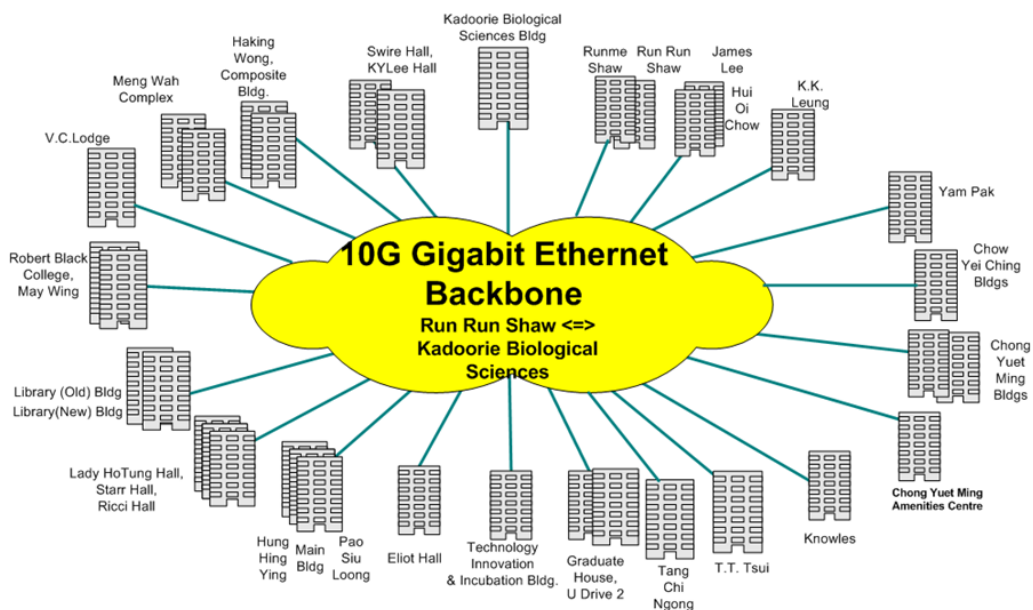 Kadoorie Biological
Sciences Bldg
Haking
Wong,
Composite
Bldg.
Swire Hall,
KYLee Hall
Runme
Shaw
Run Run
Shaw
James
Lee
Hui
Oi
Chow
K.K.
Leung
Meng Wah
Complex
V.C.Lodge
Yam Pak
Robert Black
College,
May Wing
10G Gigabit Ethernet
Backbone
Run Run Shaw <=>
Kadoorie Biological
Sciences
Chow
Yei Ching
Bldgs
Chong
Yuet
Ming
Bldgs
Library (Old) Bldg
Library(New) Bldg
Lady HoTung Hall,
Starr Hall,
Ricci Hall
Chong Yuet Ming
Amenities Centre
Hung
Hing
Ying
Main
Bldg
Pao
Siu
Loong
Eliot Hall
Technology
Innovation
& Incubation Bldg.
Graduate
House,
U Drive 2
Tang
Chi
Ngong
T.T. Tsui
Knowles